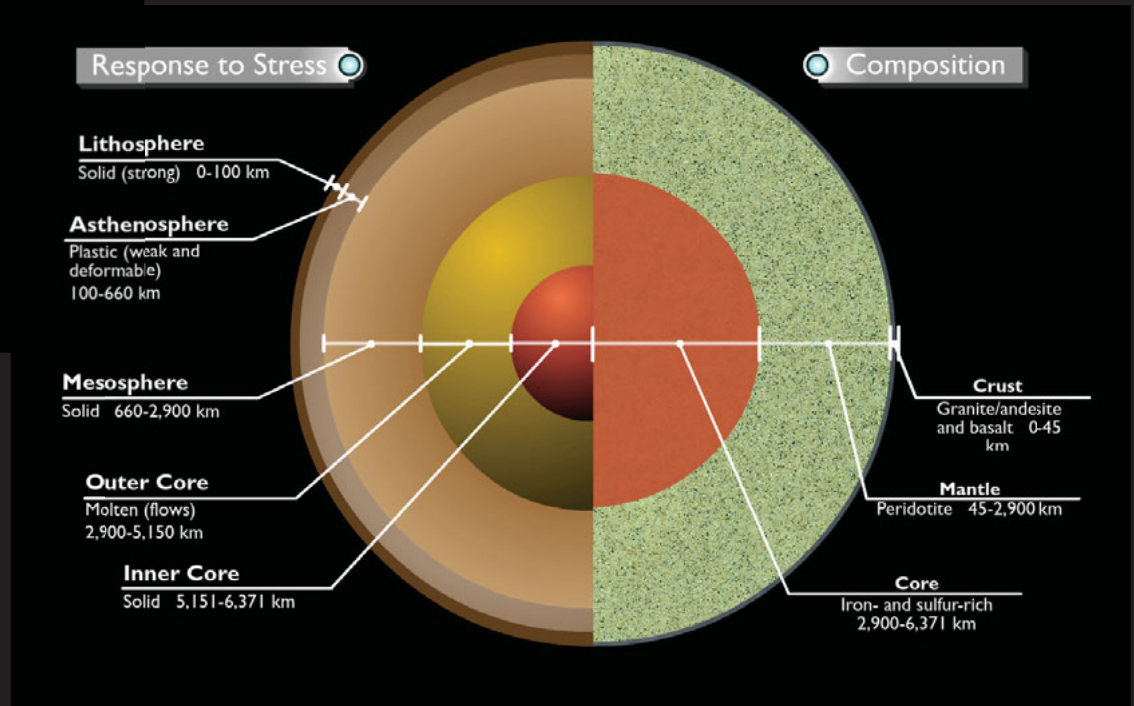 Response to Stress
Composition
Lithosphere
Solid (strong) 0-100 km
Asthenosphere
Plastic (weak and
deformable)
100-660 km
Mesosphere
Solid 660-2,900 km
Outer Core
Molten (flows)
2,900-5,150 km
Inner Core
Solid 5,151-6,371 km
Crust
Granite/andesite
and basalt 0-45
km
Mantle
Peridotite 45-2,900 km
Core
Iron- and sulfur-rich
2,900-6,371 km